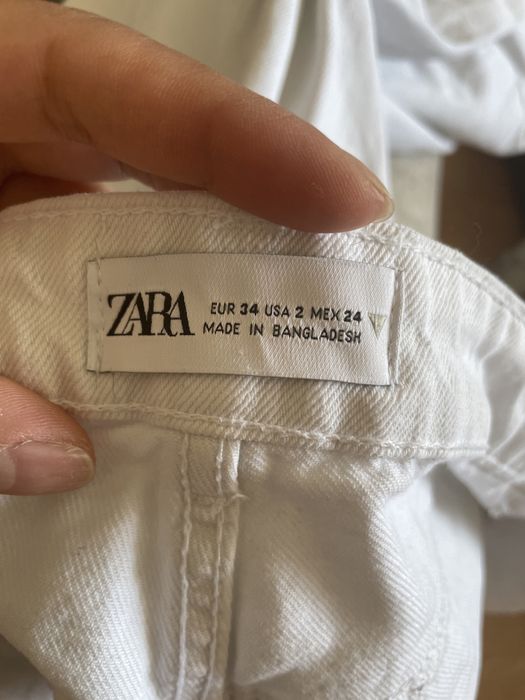 ZARA
EUR 34 USA 2 MEX 24
MADE IN BANGLADESH